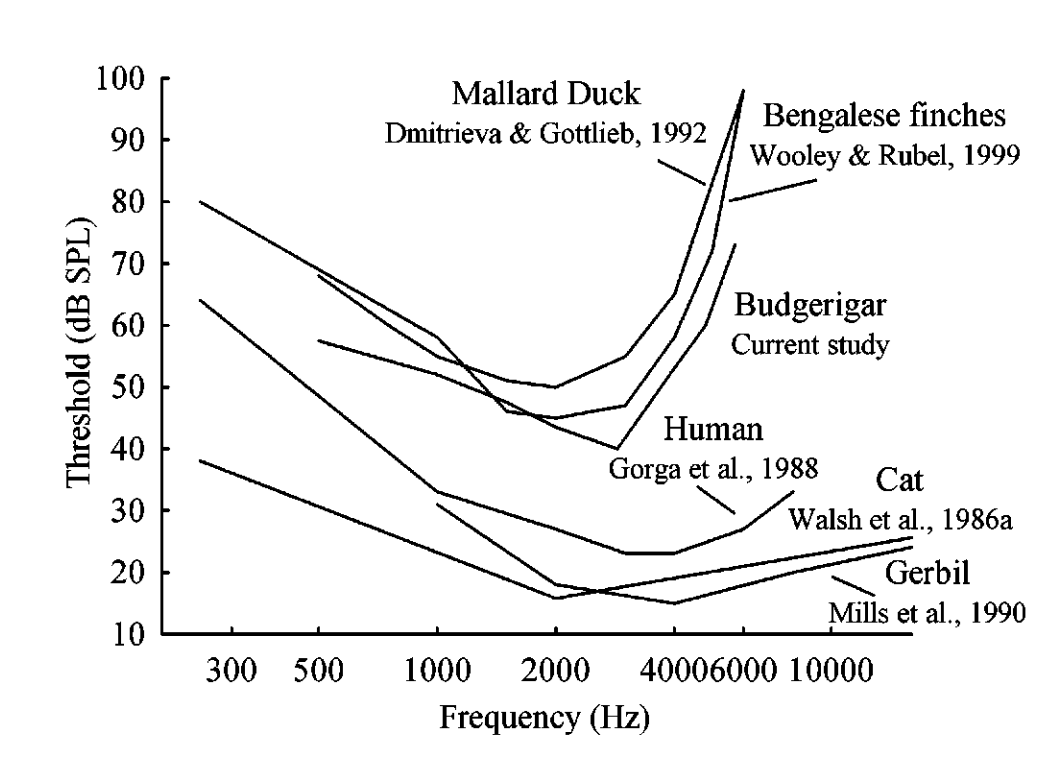 100
90
80
70
60
50
40
30
20
10
Threshold (dB SPL)
Mallard Duck
Dmitrieva & Gottlieb, 1992
Bengalese finches
Wooley & Rubel, 1999
Budgerigar
Current study
Human
Gorga et al., 1988
Cat
Walsh et al., 1986a
Gerbil
Mills et al., 1990
300 500 1000 2000 4000 6000 10000
Frequency (Hz)